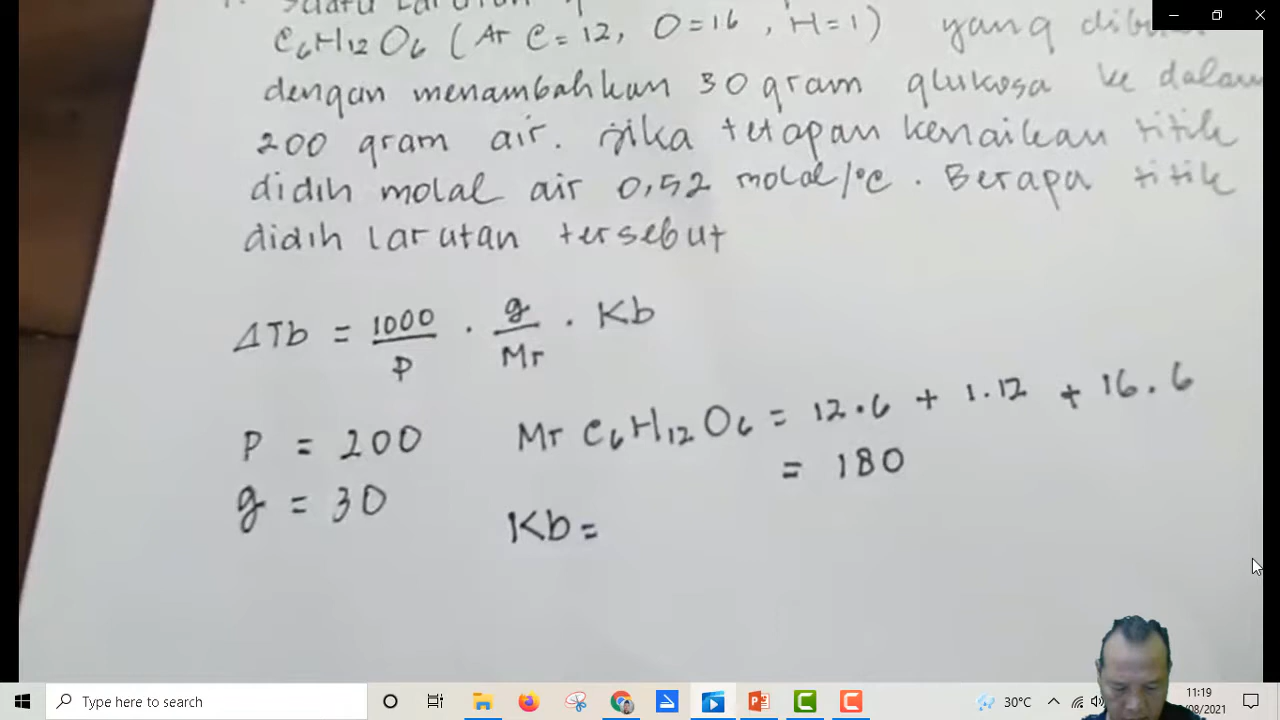 C6H12O6 (Ar C=12, O=16, H=1) yang
dengan menambahkan 30 gram glukosa ke dalam
200 gram air. jika tetapan kenaikan titik
didih molal air 0,52 molal/°C. Berapa titik
didih larutan tersebut
ΔTb = 1000/P . g/Mr . Kb
P = 200
g = 30
Mr C6H12O6 = 12.6 + 1.12 + 16.6
= 180
Kb =
Type here to search
30°C
11:19
/08/2021